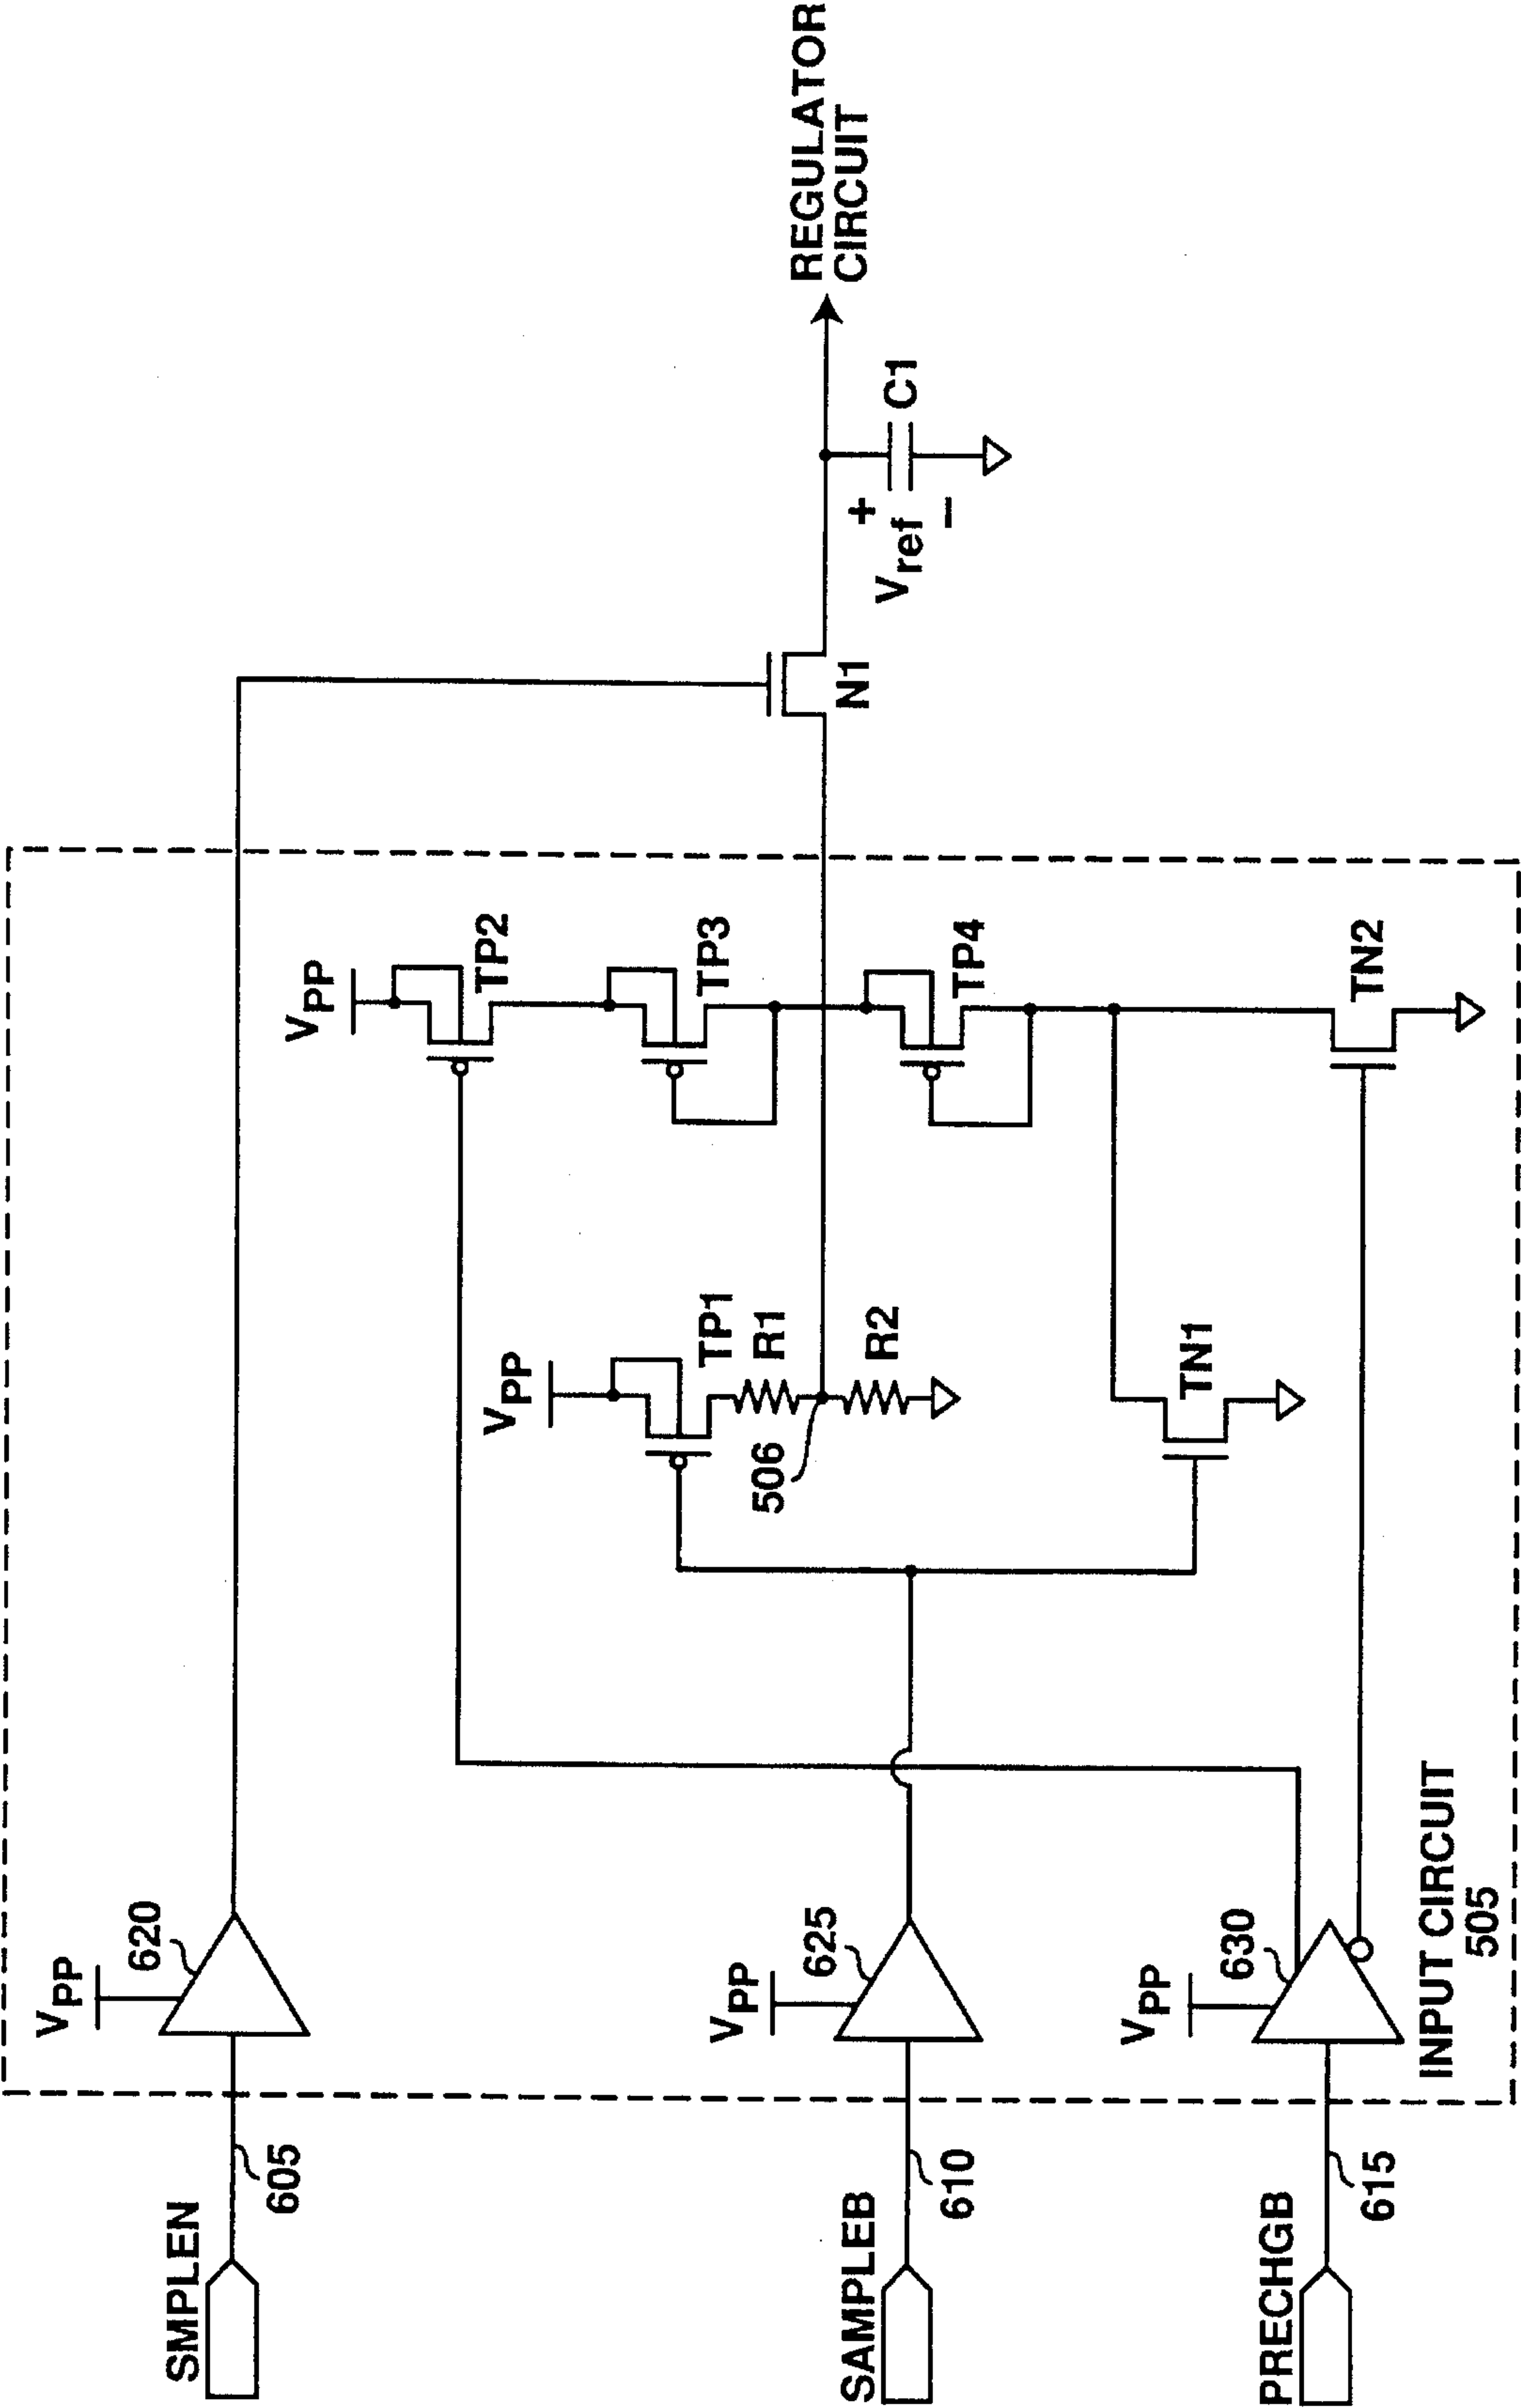 SMPLEN
605
VPP
620
SAMPLEB
610
VPP
625
PRECHGB
615
VPP
630
INPUT CIRCUIT
505
VPP
TP1
R1
506
R2
TN1
VPP
TP2
TP3
TP4
TN2
N1
+
Vref
−
C1
REGULATOR
CIRCUIT